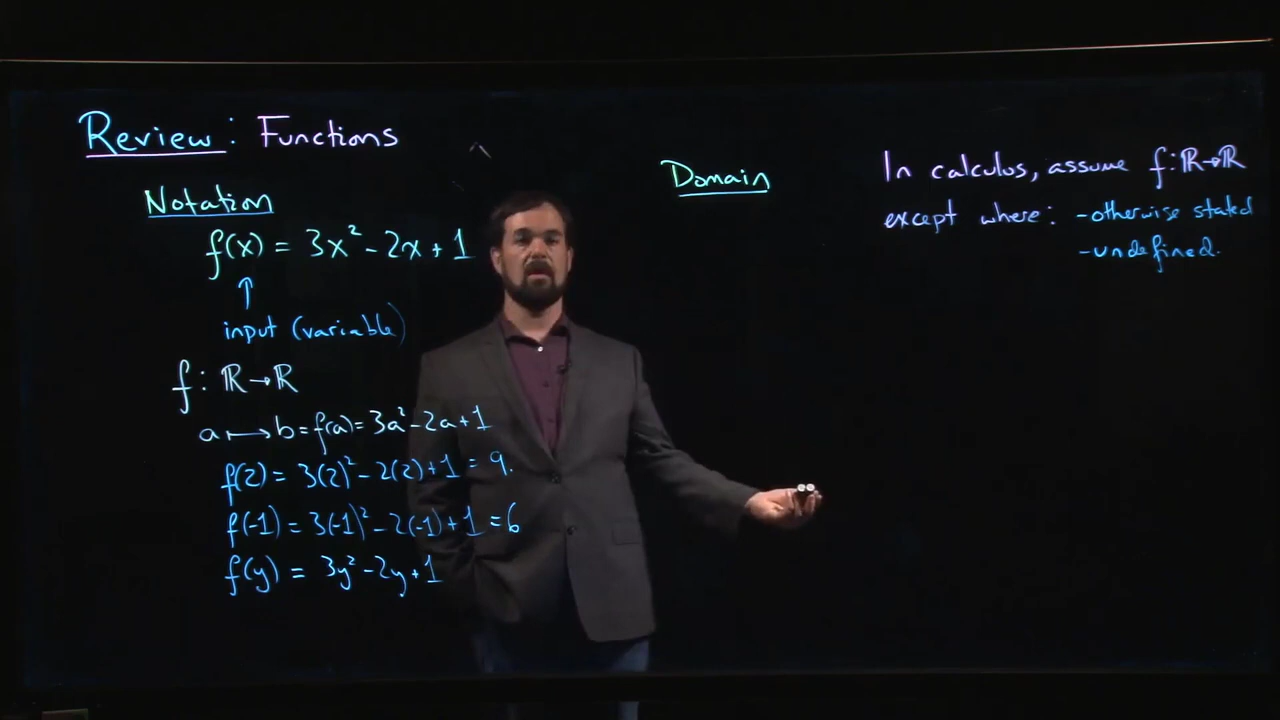 Review: Functions
Notation
f(x) = 3x² - 2x + 1
↑
input (variable)
f: ℝ→ℝ
a ⟼ b = f(a) = 3a² - 2a + 1
f(2) = 3(2)² - 2(2) + 1 = 9.
f(-1) = 3(-1)² - 2(-1) + 1 = 6
f(y) = 3y² - 2y + 1
Domain
In calculus, assume f: ℝ→ℝ
except where: - otherwise stated
- undefined.